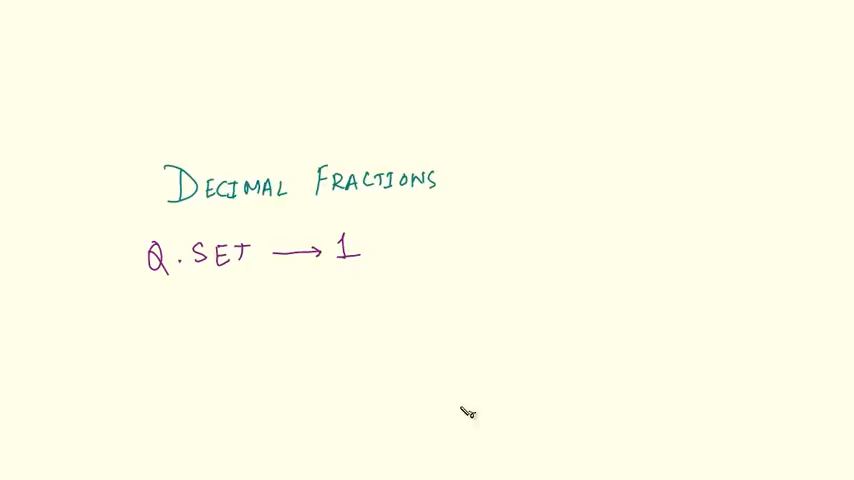 DECIMAL FRACTIONS
Q. SET → 1